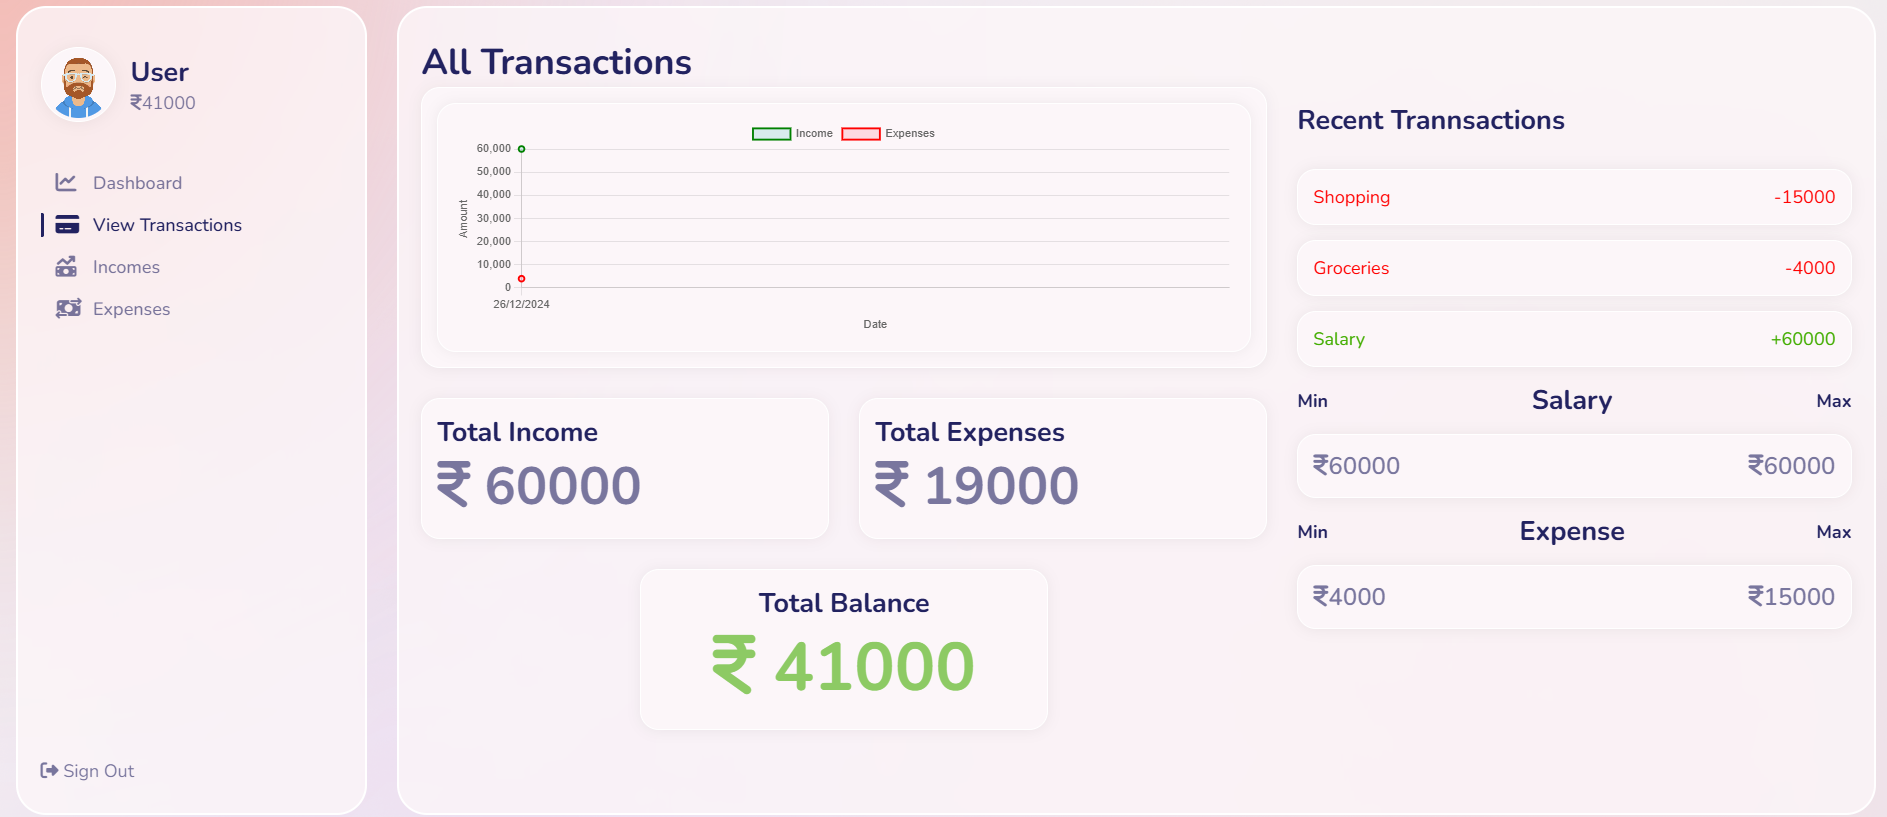 User
₹41000
Dashboard
View Transactions
Incomes
Expenses
Sign Out
All Transactions
Income Expenses
60,000
50,000
40,000
30,000
20,000
10,000
0
Amount
26/12/2024
Date
Total Income
₹ 60000
Total Expenses
₹ 19000
Total Balance
₹ 41000
Recent Trannsactions
Shopping -15000
Groceries -4000
Salary +60000
Min Salary Max
₹60000 ₹60000
Min Expense Max
₹4000 ₹15000